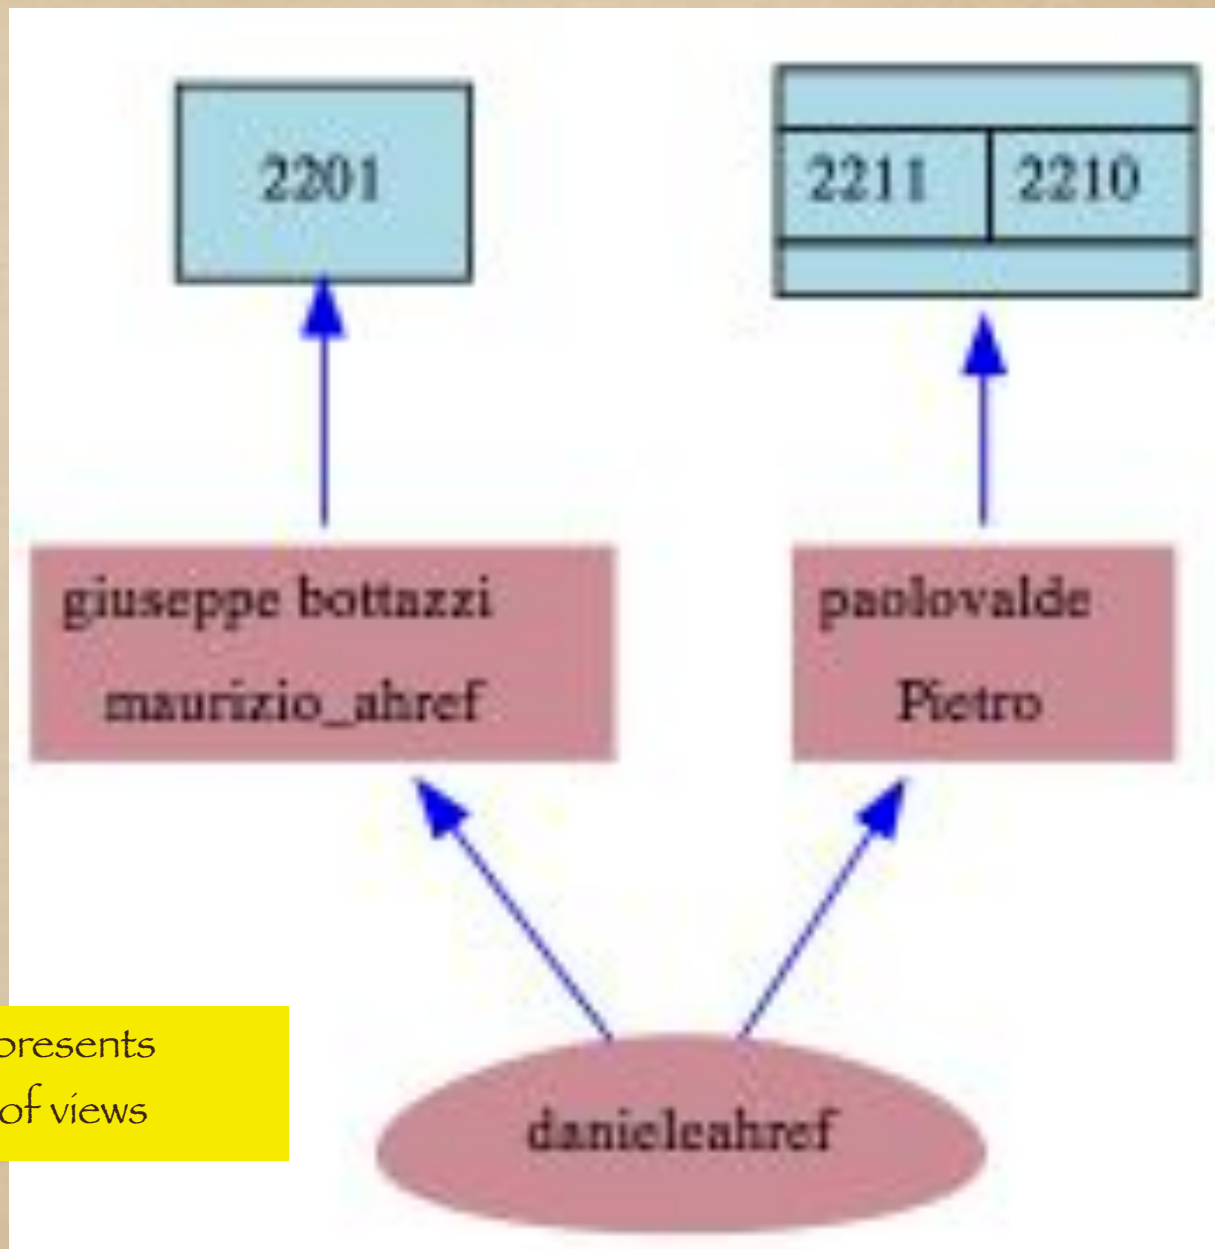 2201
2211 2210
giuseppe bottazzi
maurizio_ahref
paolovalde
Pietro
of views
danieleahref